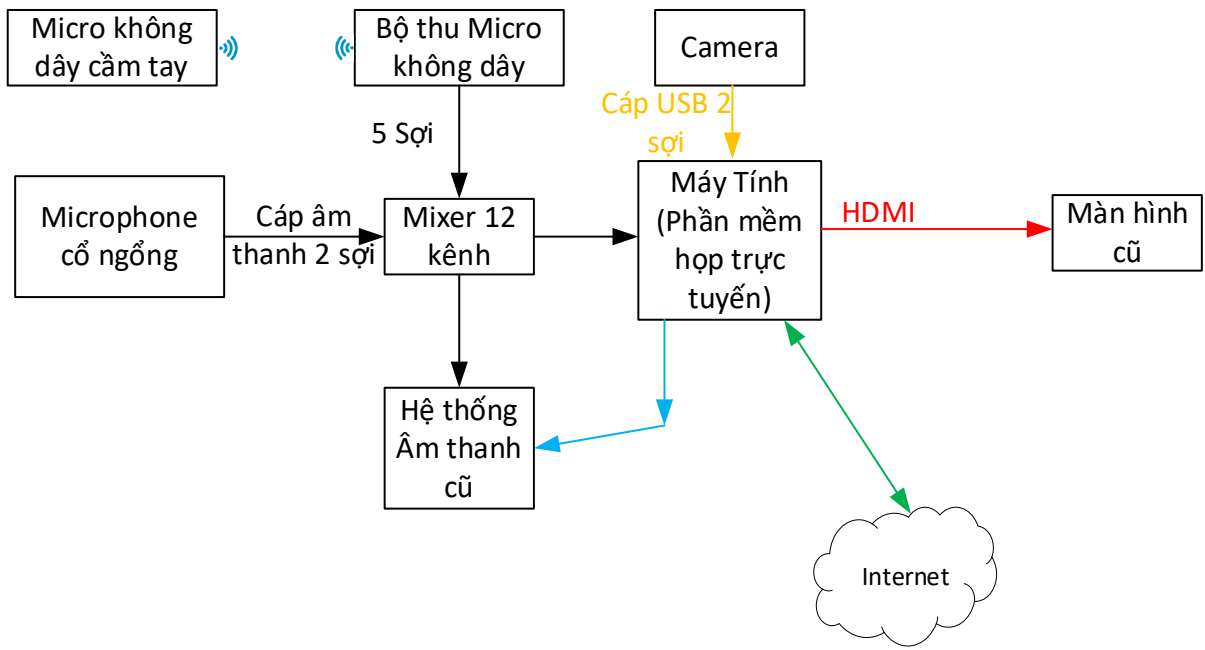 Micro không
dây cầm tay
Bộ thu Micro
không dây
Camera
Cáp USB 2
sợi
5 Sợi
Microphone
cổ ngổng
Cáp âm
thanh 2 sợi
Mixer 12
kênh
Máy Tính
(Phần mềm
họp trực
tuyến)
HDMI
Màn hình
cũ
Hệ thống
Âm thanh
cũ
Internet